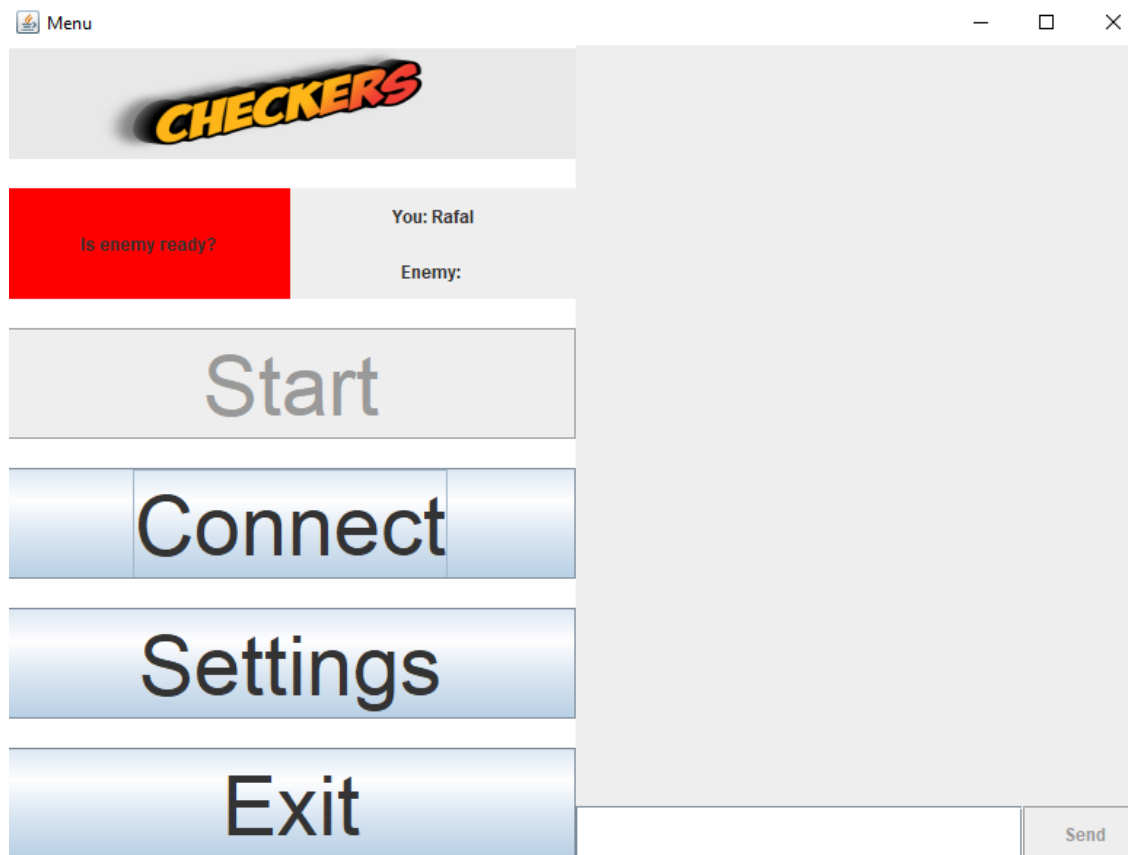 Menu
CHECKERS
Is enemy ready?
You: Rafal
Enemy:
Start
Connect
Settings
Exit
Send